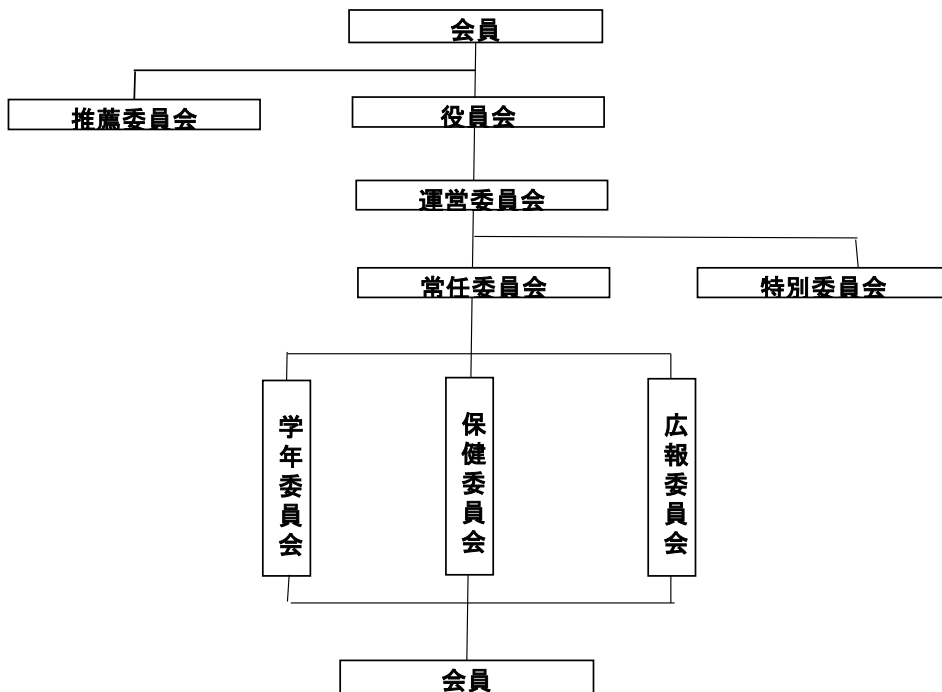 会員
推薦委員会
役員会
運営委員会
常任委員会
特別委員会
学年委員会
保健委員会
広報委員会
会員